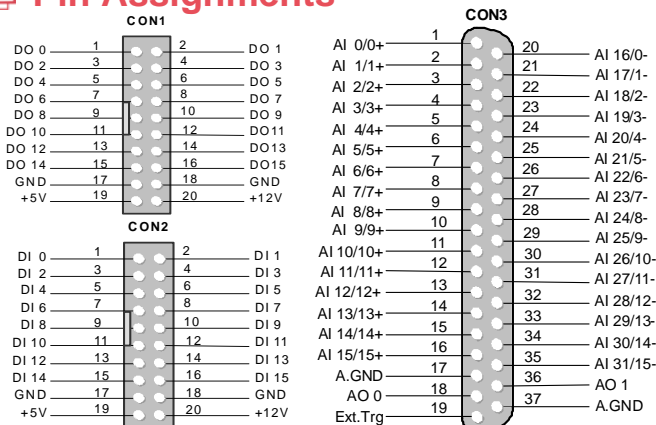 Pin Assignments
CON1
DO 0 1 2 DO 1
DO 2 3 4 DO 3
DO 4 5 6 DO 5
DO 6 7 8 DO 7
DO 8 9 10 DO 9
DO 10 11 12 DO11
DO 12 13 14 DO13
DO 14 15 16 DO15
GND 17 18 GND
+5V 19 20 +12V
CON2
DI 0 1 2 DI 1
DI 2 3 4 DI 3
DI 4 5 6 DI 5
DI 6 7 8 DI 7
DI 8 9 10 DI 9
DI 10 11 12 DI 11
DI 12 13 14 DI 13
DI 14 15 16 DI 15
GND 17 18 GND
+5V 19 20 +12V
CON3
AI 0/0+ 1
20 AI 16/0-
AI 1/1+ 2
21 AI 17/1-
AI 2/2+ 3
22 AI 18/2-
AI 3/3+ 4
23 AI 19/3-
AI 4/4+ 5
24 AI 20/4-
AI 5/5+ 6
25 AI 21/5-
AI 6/6+ 7
26 AI 22/6-
AI 7/7+ 8
27 AI 23/7-
AI 8/8+ 9
28 AI 24/8-
AI 9/9+ 10
29 AI 25/9-
AI 10/10+ 11
30 AI 26/10-
AI 11/11+ 12
31 AI 27/11-
AI 12/12+ 13
32 AI 28/12-
AI 13/13+ 14
33 AI 29/13-
AI 14/14+ 15
34 AI 30/14-
AI 15/15+ 16
35 AI 31/15-
A.GND 17
36 AO 1
AO 0 18
37 A.GND
Ext.Trg 19